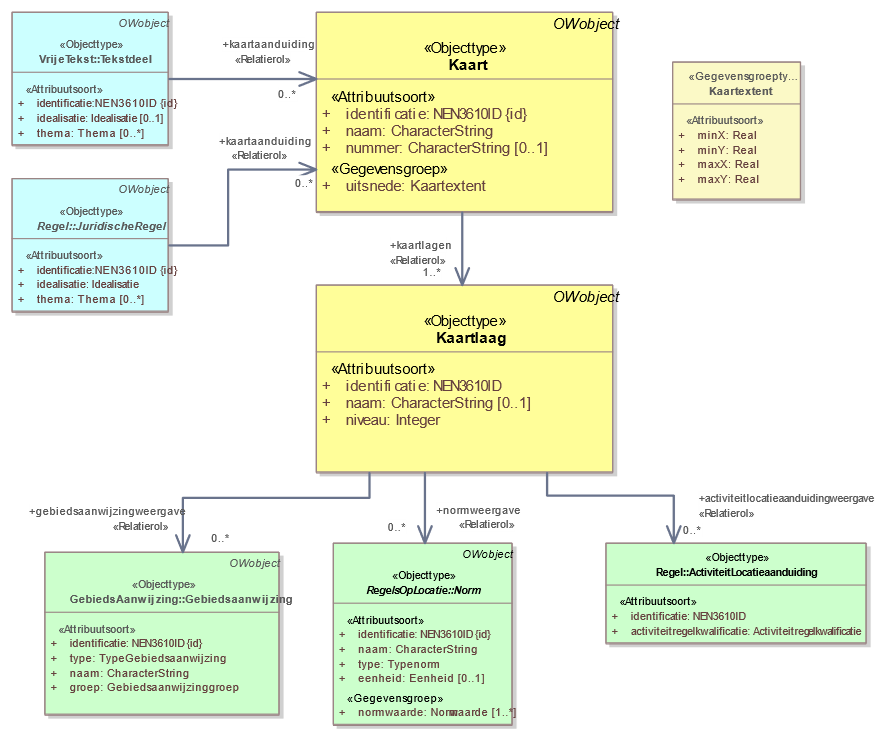 OWobject
«Objecttype»
VrijeTekst::Tekstdeel
«Attribuutsoort»
+ identificatie:NEN3610ID {id}
+ idealisatie: Idealisatie [0..1]
+ thema: Thema [0..*]
+kaartaanduiding
«Relatierol»
0..*
OWobject
«Objecttype»
Kaart
«Attribuutsoort»
+ identificatie: NEN3610ID {id}
+ naam: CharacterString
+ nummer: CharacterString [0..1]
«Gegevensgroep»
+ uitsnede: Kaartextent
«Gegevensgroepty...
Kaartextent
«Attribuutsoort»
+ minX: Real
+ minY: Real
+ maxX: Real
+ maxY: Real
+kaartaanduiding
«Relatierol»
0..*
OWobject
«Objecttype»
Regel::JuridischeRegel
«Attribuutsoort»
+ identificatie:NEN3610ID {id}
+ idealisatie: Idealisatie
+ thema: Thema [0..*]
+kaartlagen
«Relatierol»
1..*
OWobject
«Objecttype»
Kaartlaag
«Attribuutsoort»
+ identificatie: NEN3610ID
+ naam: CharacterString [0..1]
+ niveau: Integer
+gebiedsaanwijzingweergave
«Relatierol»
0..*
+normweergave
«Relatierol»
0..*
+activiteitlocatieaanduidingweergave
«Relatierol»
0..*
OWobject
«Objecttype»
GebiedsAanwijzing::Gebiedsaanwijzing
«Attribuutsoort»
+ identificatie: NEN3610ID {id}
+ type: TypeGebiedsaanwijzing
+ naam: CharacterString
+ groep: Gebiedsaanwijzinggroep
OWobject
«Objecttype»
RegelsOpLocatie::Norm
«Attribuutsoort»
+ identificatie: NEN3610ID {id}
+ naam: CharacterString
+ type: Typenorm
+ eenheid: Eenheid [0..1]
«Gegevensgroep»
+ normwaarde: Normwaarde [1..*]
«Objecttype»
Regel::ActiviteitLocatieaanduiding
«Attribuutsoort»
+ identificatie: NEN3610ID
+ activiteitregelkwalificatie: Activiteitregelkwalificatie